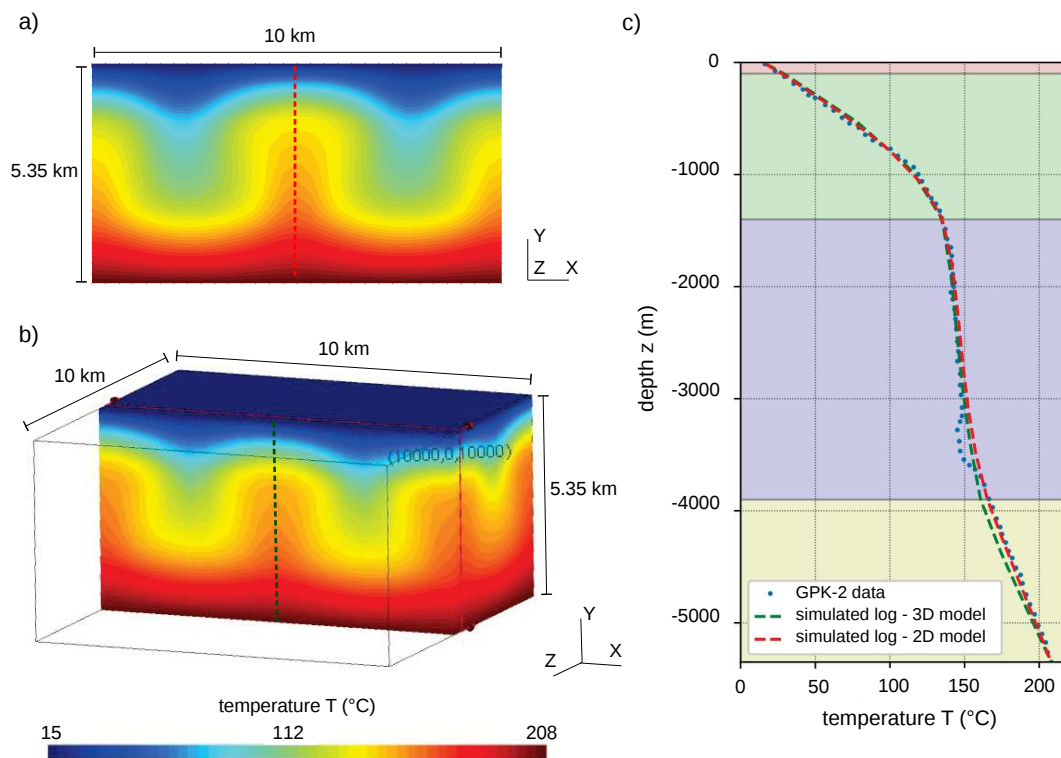 a)
10 km
5.35 km
Y
Z X
b)
10 km
10 km
(10000,0,10000)
5.35 km
Y
X
Z
temperature T (°C)
15 112 208
c)
0
-1000
-2000
-3000
-4000
-5000
depth z (m)
GPK-2 data
simulated log - 3D model
simulated log - 2D model
0 50 100 150 200
temperature T (°C)